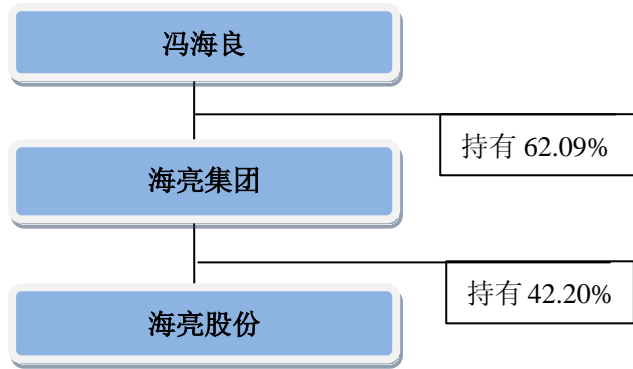 冯海良
持有 62.09%
海亮集团
持有 42.20%
海亮股份